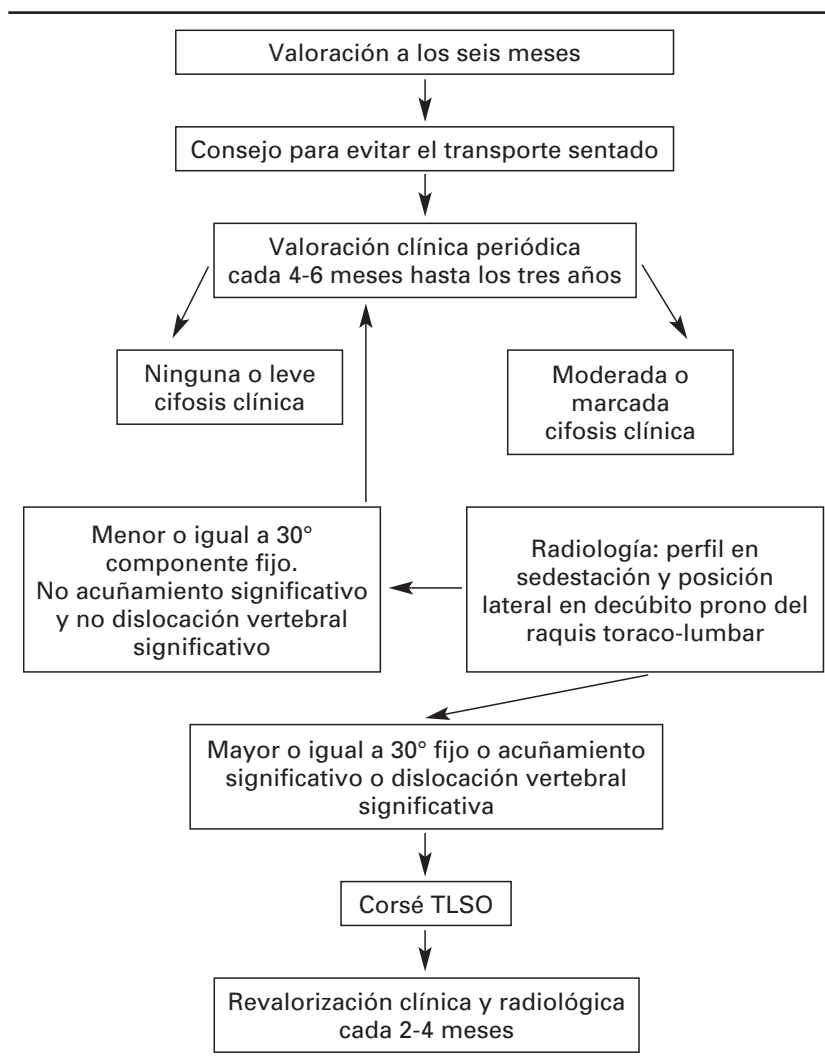 Valoración a los seis meses
Consejo para evitar el transporte sentado
Valoración clínica periódica
cada 4-6 meses hasta los tres años
Ninguna o leve
cifosis clínica
Moderada o
marcada
cifosis clínica
Menor o igual a 30°
componente fijo.
No acuñamiento significativo
y no dislocación vertebral
significativo
Radiología: perfil en
sedestación y posición
lateral en decúbito prono del
raquis toraco-lumbar
Mayor o igual a 30° fijo o acuñamiento
significativo o dislocación vertebral
significativa
Corsé TLSO
Revalorización clínica y radiológica
cada 2-4 meses